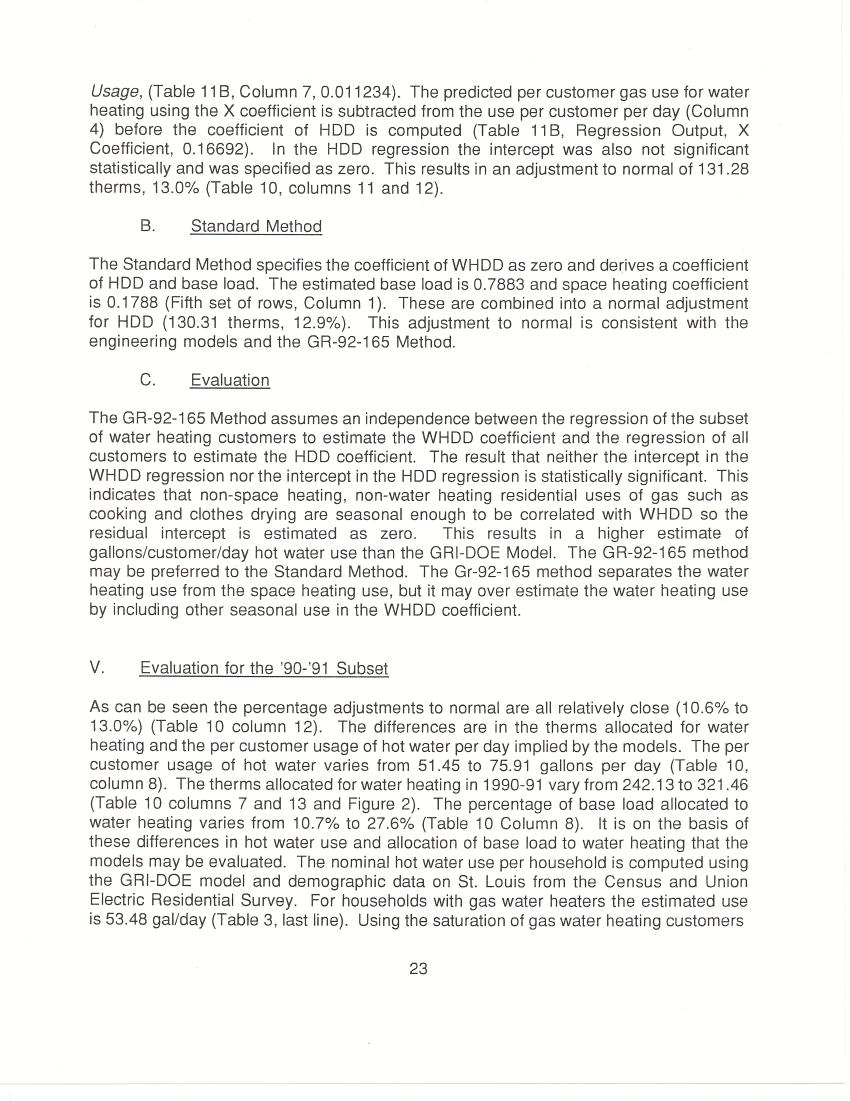 Usage, (Table 11B, Column 7, 0.011234). The predicted per customer gas use for water
heating using the X coefficient is subtracted from the use per customer per day (Column
4) before the coefficient of HDD is computed (Table 11B, Regression Output, X
Coefficient, 0.16692). In the HDD regression the intercept was also not significant
statistically and was specified as zero. This results in an adjustment to normal of 131.28
therms, 13.0% (Table 10, columns 11 and 12).
B. Standard Method
The Standard Method specifies the coefficient of WHDD as zero and derives a coefficient
of HDD and base load. The estimated base load is 0.7883 and space heating coefficient
is 0.1788 (Fifth set of rows, Column 1). These are combined into a normal adjustment
for HDD (130.31 therms, 12.9%). This adjustment to normal is consistent with the
engineering models and the GR-92-165 Method.
C. Evaluation
The GR-92-165 Method assumes an independence between the regression of the subset
of water heating customers to estimate the WHDD coefficient and the regression of all
customers to estimate the HDD coefficient. The result that neither the intercept in the
WHDD regression nor the intercept in the HDD regression is statistically significant. This
indicates that non-space heating, non-water heating residential uses of gas such as
cooking and clothes drying are seasonal enough to be correlated with WHDD so the
residual intercept is estimated as zero. This results in a higher estimate of
gallons/customer/day hot water use than the GRI-DOE Model. The GR-92-165 method
may be preferred to the Standard Method. The Gr-92-165 method separates the water
heating use from the space heating use, but it may over estimate the water heating use
by including other seasonal use in the WHDD coefficient.
V. Evaluation for the '90-'91 Subset
As can be seen the percentage adjustments to normal are all relatively close (10.6% to
13.0%) (Table 10 column 12). The differences are in the therms allocated for water
heating and the per customer usage of hot water per day implied by the models. The per
customer usage of hot water varies from 51.45 to 75.91 gallons per day (Table 10,
column 8). The therms allocated for water heating in 1990-91 vary from 242.13 to 321.46
(Table 10 columns 7 and 13 and Figure 2). The percentage of base load allocated to
water heating varies from 10.7% to 27.6% (Table 10 Column 8). It is on the basis of
these differences in hot water use and allocation of base load to water heating that the
models may be evaluated. The nominal hot water use per household is computed using
the GRI-DOE model and demographic data on St. Louis from the Census and Union
Electric Residential Survey. For households with gas water heaters the estimated use
is 53.48 gal/day (Table 3, last line). Using the saturation of gas water heating customers
23